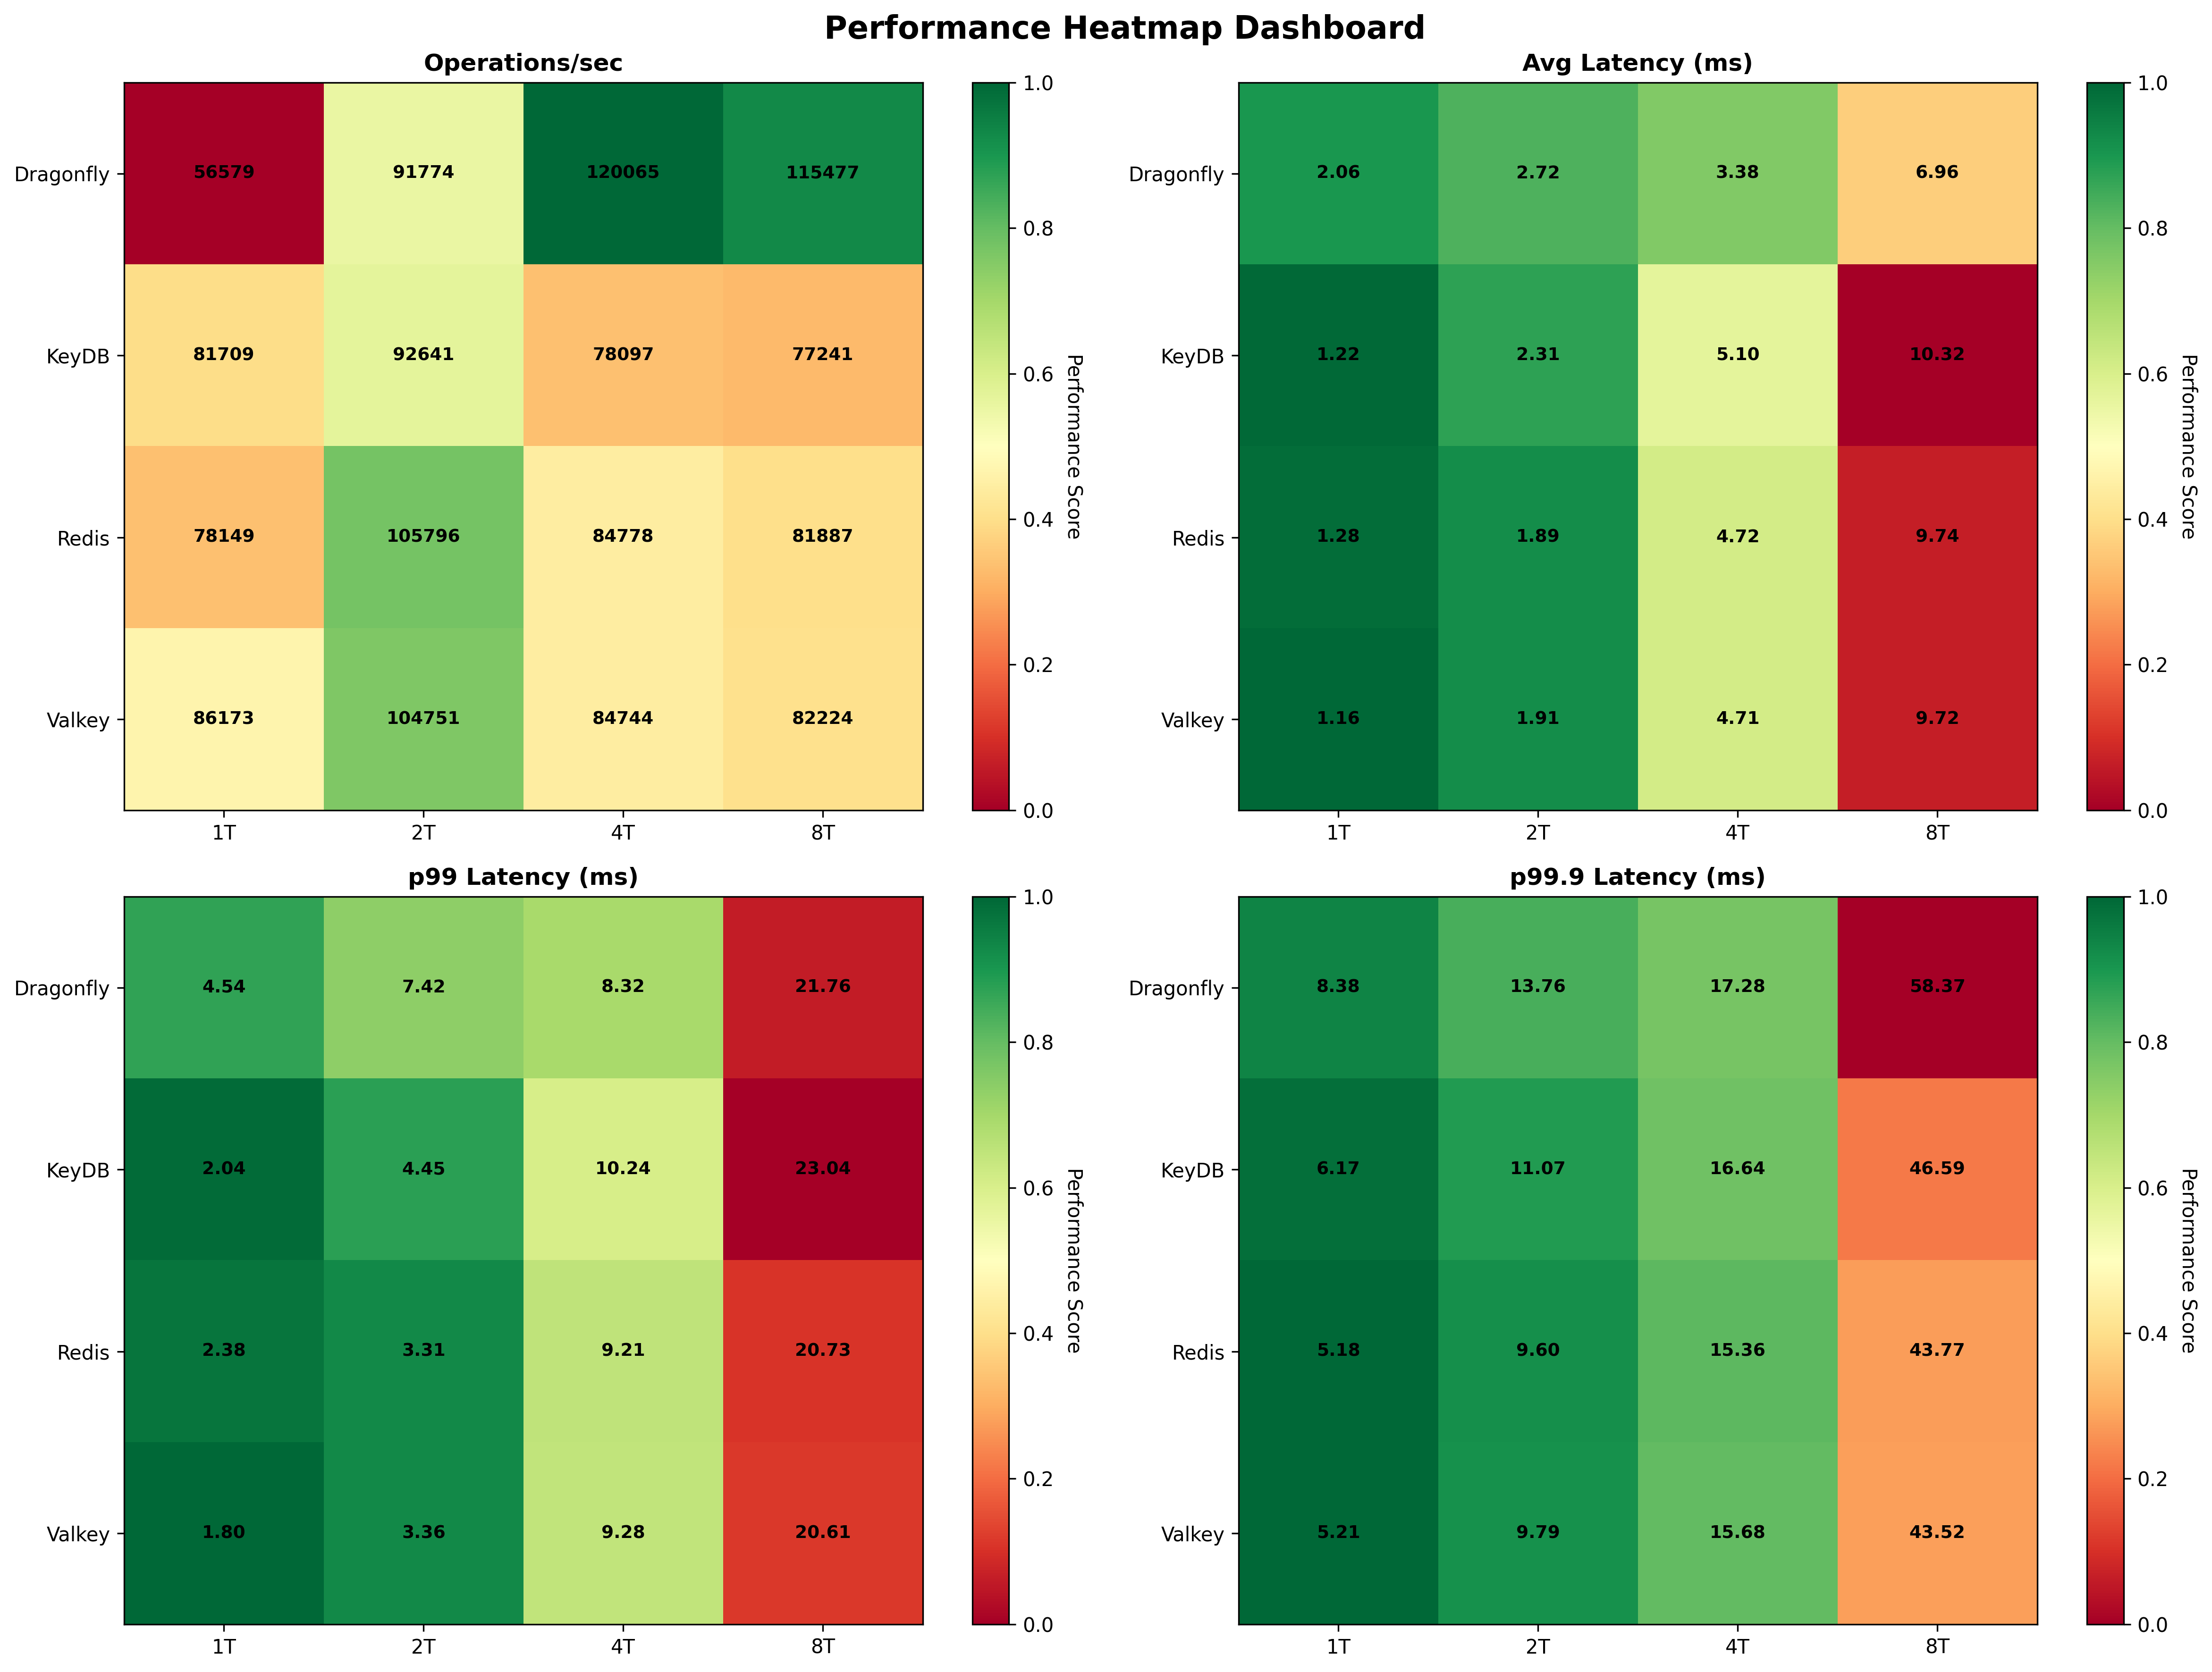 Performance Heatmap Dashboard
Operations/sec
Dragonfly 56579 91774 120065 115477
KeyDB 81709 92641 78097 77241
Redis 78149 105796 84778 81887
Valkey 86173 104751 84744 82224
1T 2T 4T 8T
1.0
0.8
0.6
0.4
0.2
0.0
Performance Score
Avg Latency (ms)
Dragonfly 2.06 2.72 3.38 6.96
KeyDB 1.22 2.31 5.10 10.32
Redis 1.28 1.89 4.72 9.74
Valkey 1.16 1.91 4.71 9.72
1T 2T 4T 8T
1.0
0.8
0.6
0.4
0.2
0.0
Performance Score
p99 Latency (ms)
Dragonfly 4.54 7.42 8.32 21.76
KeyDB 2.04 4.45 10.24 23.04
Redis 2.38 3.31 9.21 20.73
Valkey 1.80 3.36 9.28 20.61
1T 2T 4T 8T
1.0
0.8
0.6
0.4
0.2
0.0
Performance Score
p99.9 Latency (ms)
Dragonfly 8.38 13.76 17.28 58.37
KeyDB 6.17 11.07 16.64 46.59
Redis 5.18 9.60 15.36 43.77
Valkey 5.21 9.79 15.68 43.52
1T 2T 4T 8T
1.0
0.8
0.6
0.4
0.2
0.0
Performance Score